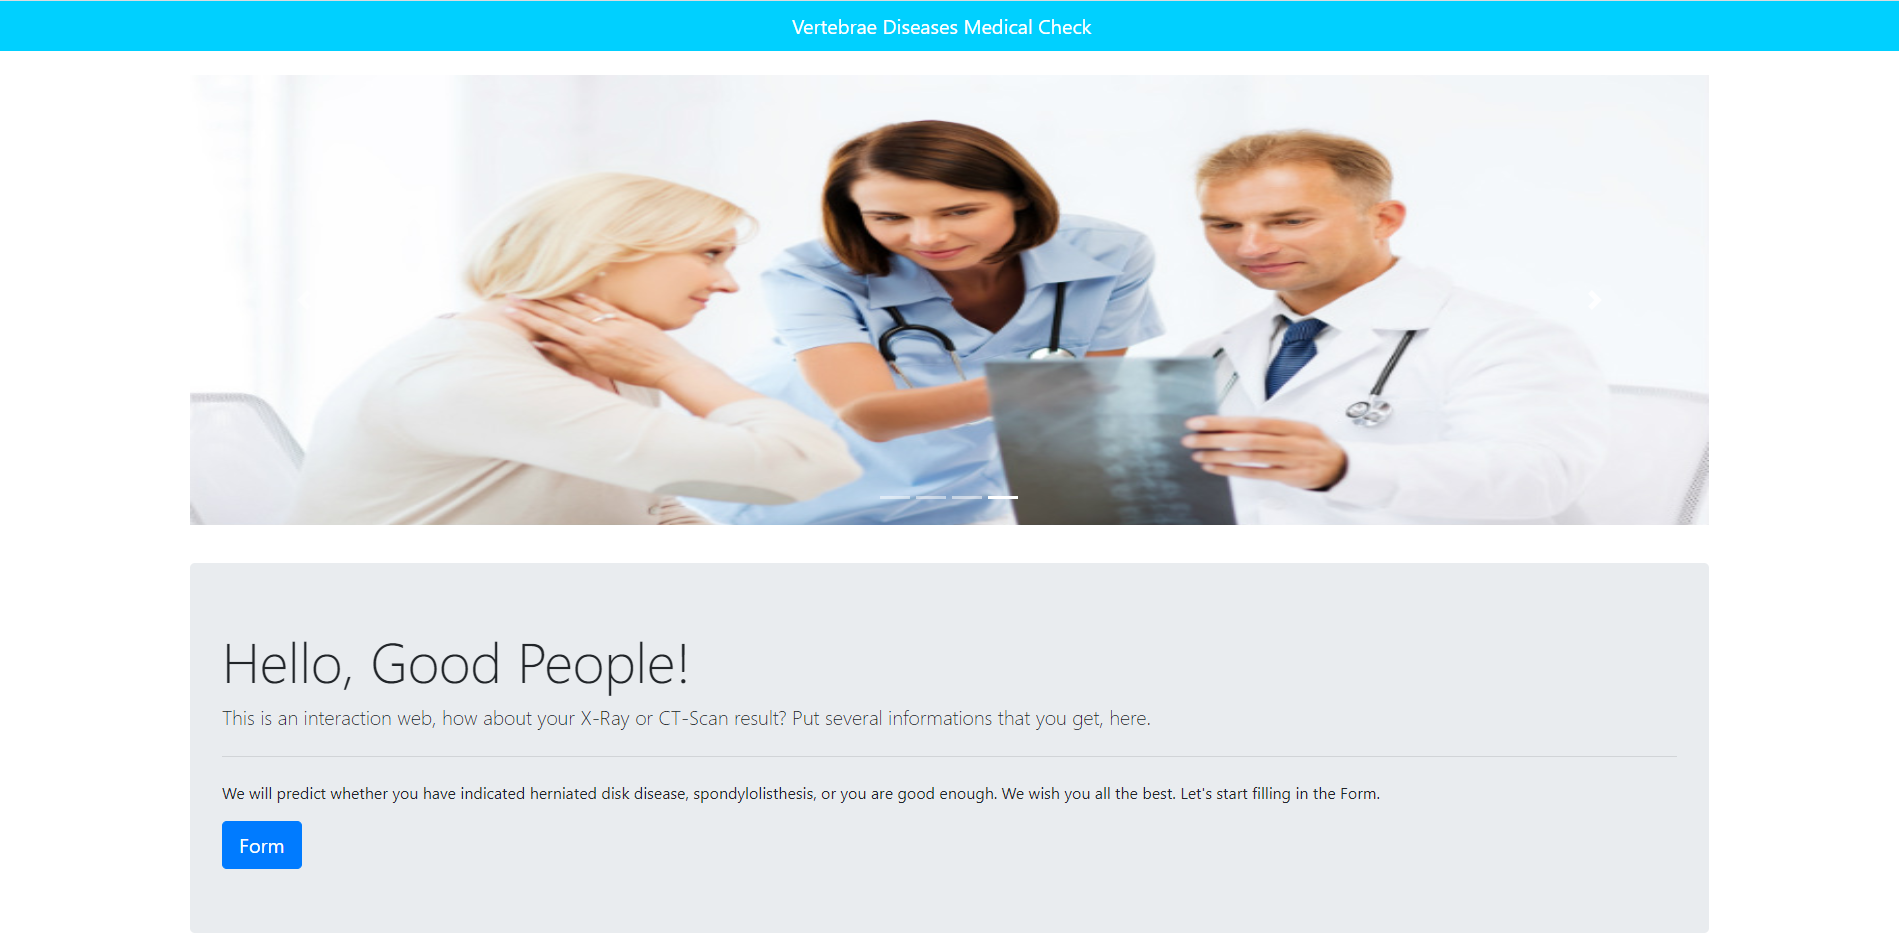 Vertebrae Diseases Medical Check
Hello, Good People!
This is an interaction web, how about your X-Ray or CT-Scan result? Put several informations that you get, here.
We will predict whether you have indicated herniated disk disease, spondylolisthesis, or you are good enough. We wish you all the best. Let's start filling in the Form.
Form